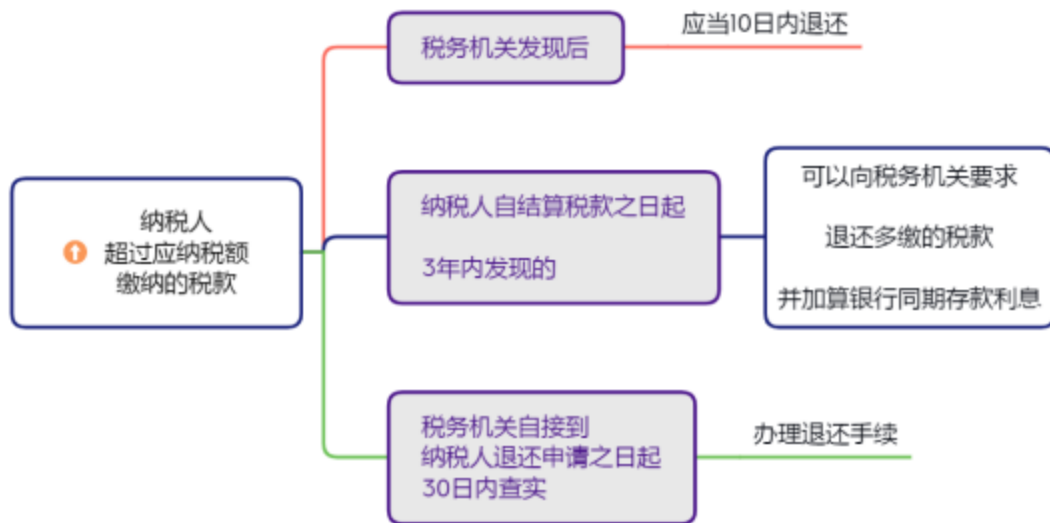 纳税人
超过应纳税额
缴纳的税款
税务机关发现后
应当10日内退还
纳税人自结算税款之日起
3年内发现的
可以向税务机关要求
退还多缴的税款
并加算银行同期存款利息
税务机关自接到
纳税人退还申请之日起
30日内查实
办理退还手续